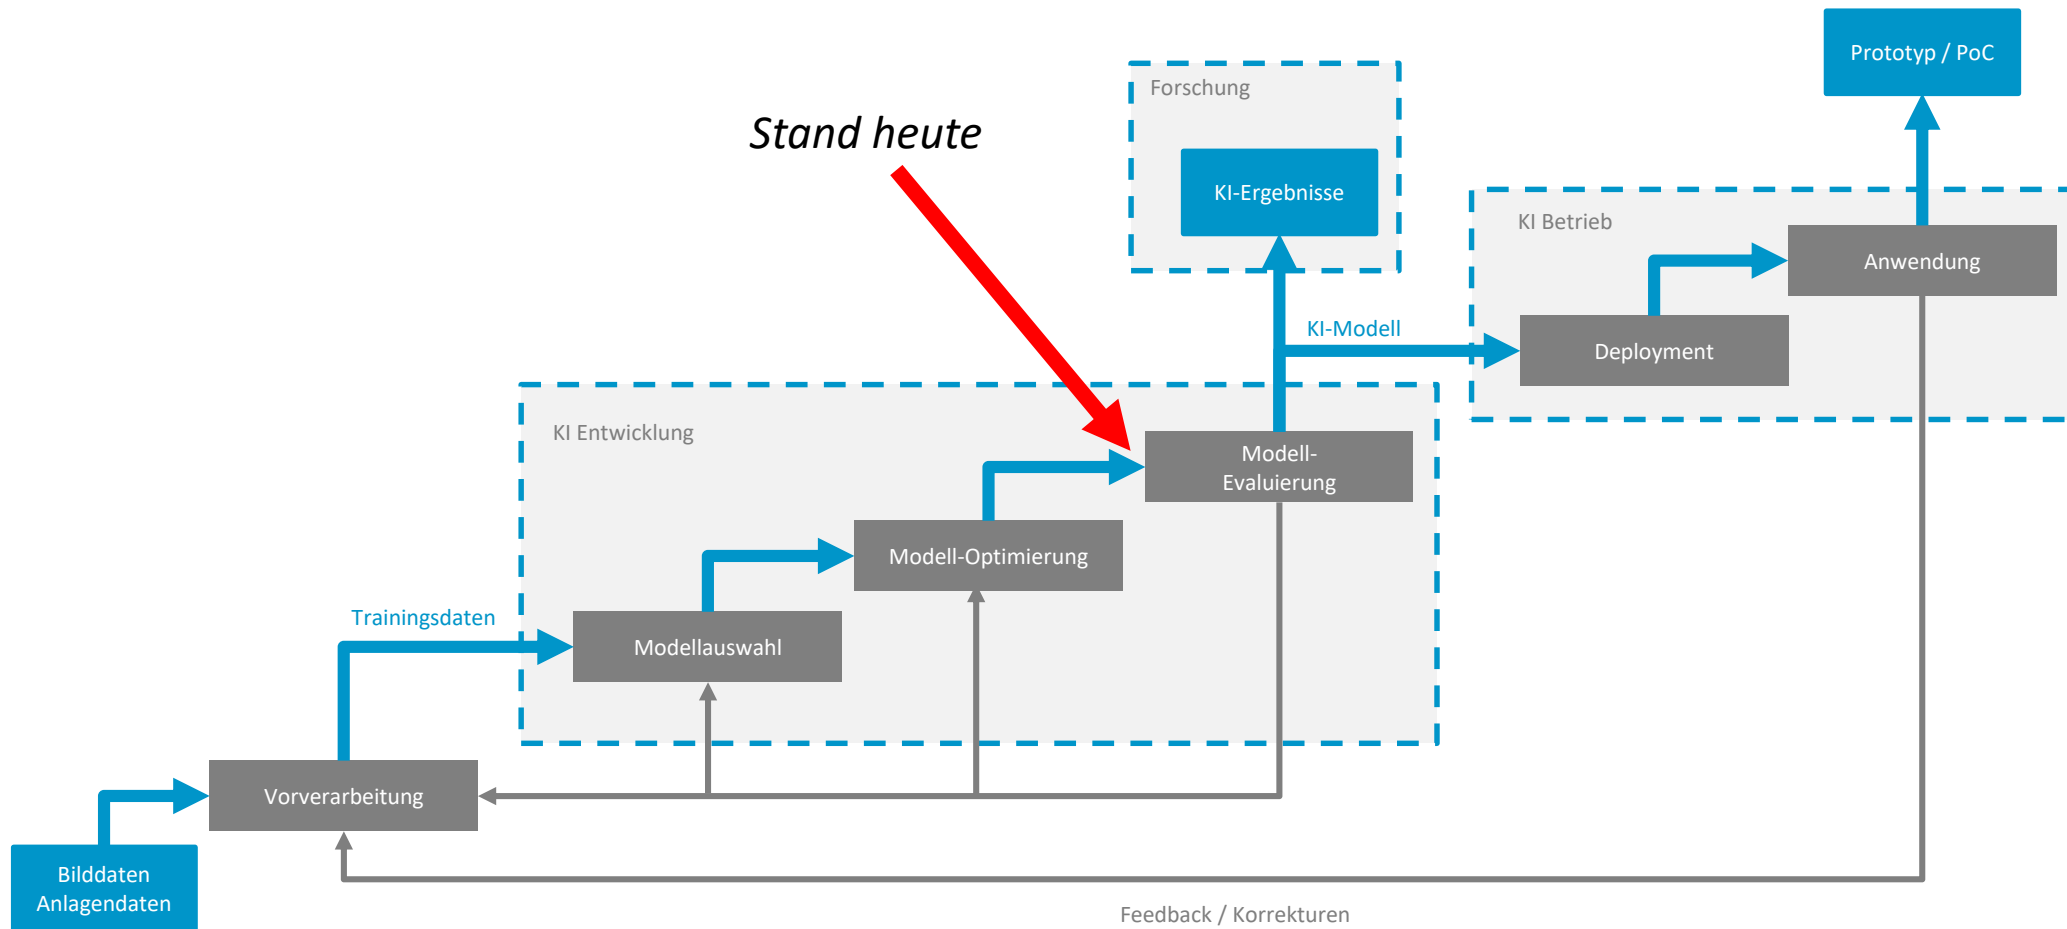 Prototyp / PoC
Forschung
Stand heute
KI-Ergebnisse
KI Betrieb
Anwendung
KI-Modell
Deployment
KI Entwicklung
Modell-
Evaluierung
Modell-Optimierung
Trainingsdaten
Modellauswahl
Vorverarbeitung
Bilddaten
Anlagendaten
Feedback / Korrekturen